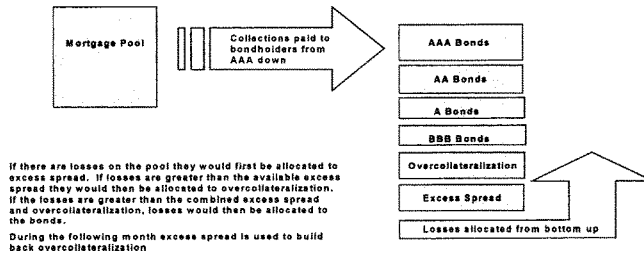 Mortgage Pool
Collections paid to
bondholders from
AAA down
AAA Bonds
AA Bonds
A Bonds
BBB Bonds
Overcollateralization
Excess Spread
Losses allocated from bottom up
If there are losses on the pool they would first be allocated to
excess spread. If losses are greater than the available excess
spread they would then be allocated to overcollateralization.
If the losses are greater than the combined excess spread
and overcollateralization, losses would then be allocated to
the bonds.
During the following month excess spread is used to build
back overcollateralization